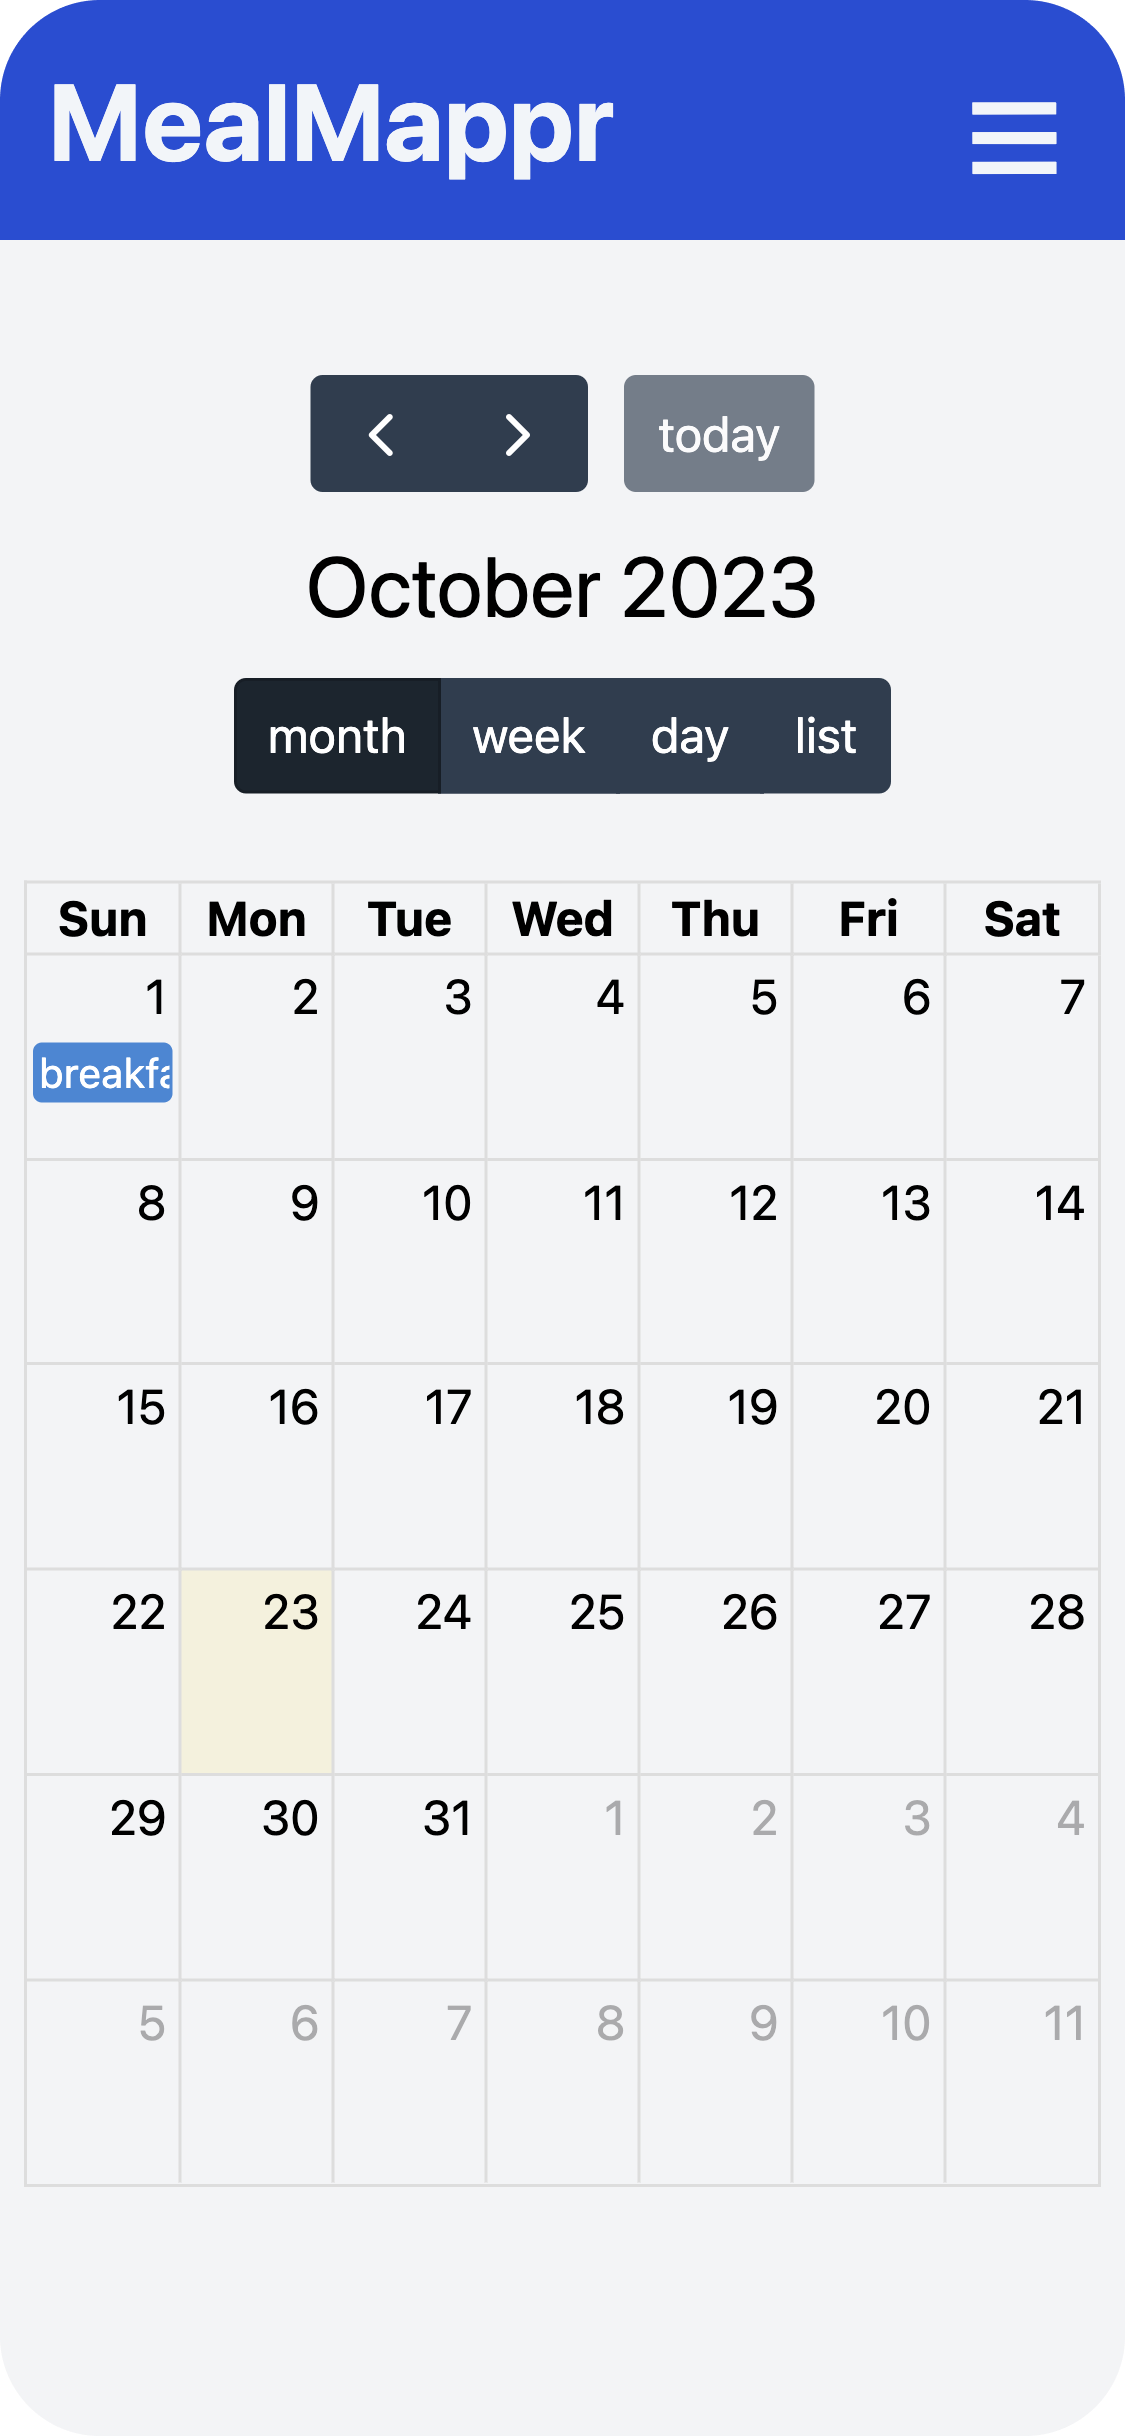 MealMappr
today
October 2023
month week day list
Sun Mon Tue Wed Thu Fri Sat
1 2 3 4 5 6 7
breakfa
8 9 10 11 12 13 14
15 16 17 18 19 20 21
22 23 24 25 26 27 28
29 30 31 1 2 3 4
5 6 7 8 9 10 11